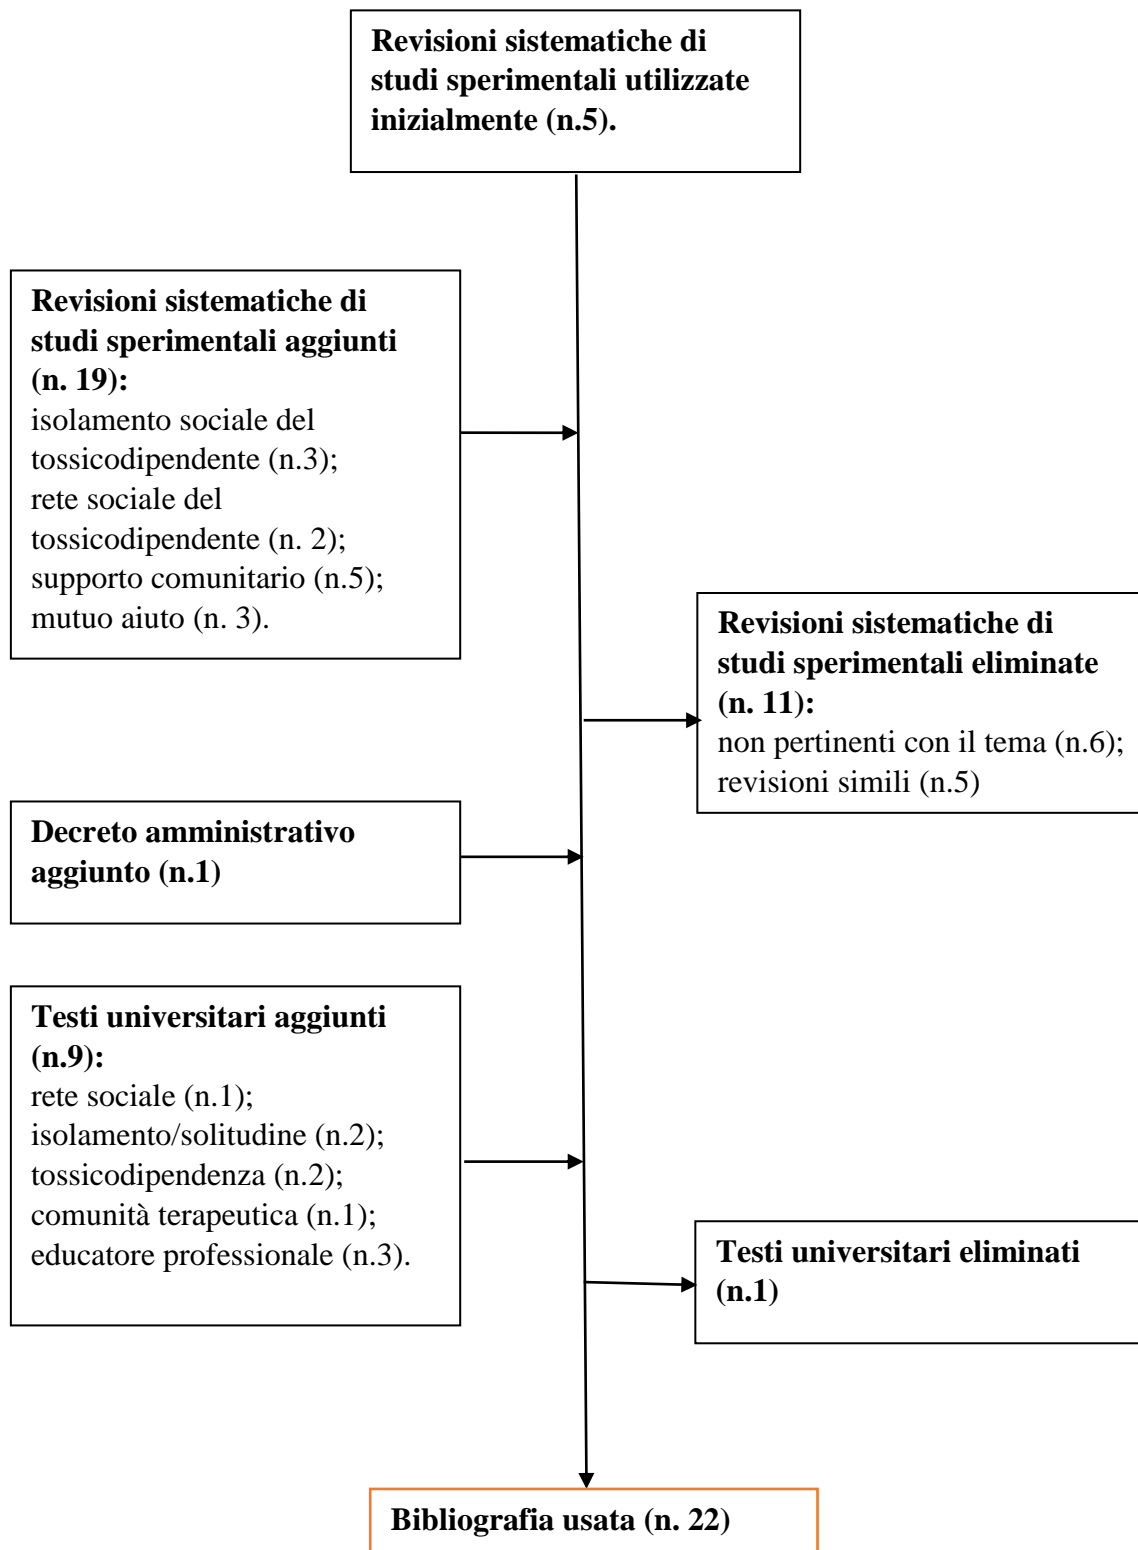 Revisioni sistematiche di
studi sperimentali utilizzate
inizialmente (n.5).
Revisioni sistematiche di
studi sperimentali aggiunti
(n. 19):
isolamento sociale del
tossicodipendente (n.3);
rete sociale del
tossicodipendente (n. 2);
supporto comunitario (n.5);
mutuo aiuto (n. 3).
Revisioni sistematiche di
studi sperimentali eliminate
(n. 11):
non pertinenti con il tema (n.6);
revisioni simili (n.5)
Decreto amministrativo
aggiunto (n.1)
Testi universitari aggiunti
(n.9):
rete sociale (n.1);
isolamento/solitudine (n.2);
tossicodipendenza (n.2);
comunità terapeutica (n.1);
educatore professionale (n.3).
Testi universitari eliminati
(n.1)
Bibliografia usata (n. 22)